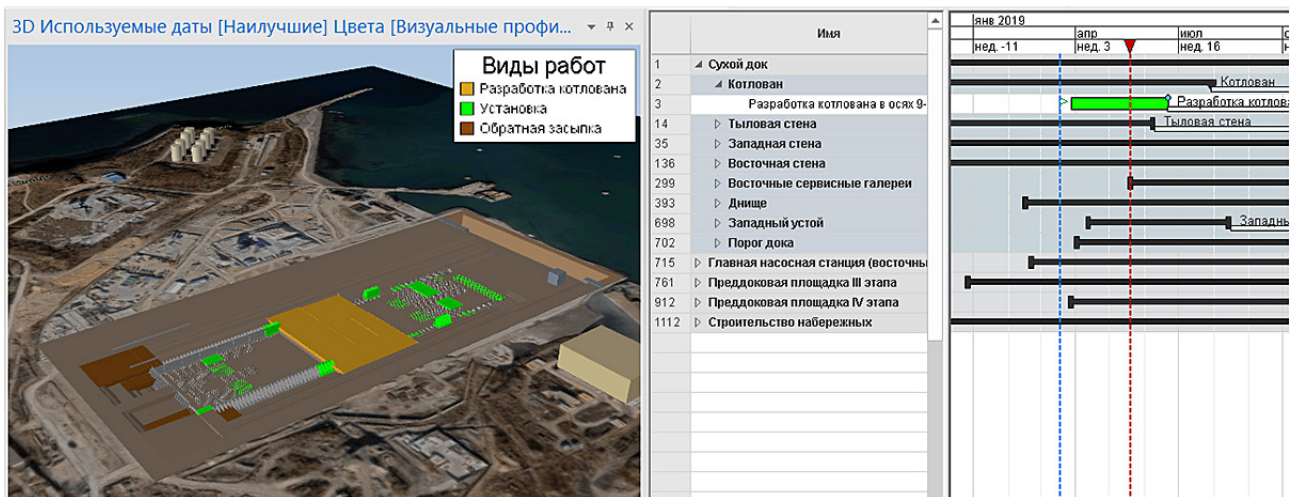 3D Используемые даты [Наилучшие] Цвета [Визуальные профи...
Виды работ
Разработка котлована
Установка
Обратная засыпка
Имя
1 Сухой док
2 Котлован
3 Разработка котлована в осях 9-
14 Тыловая стена
35 Западная стена
136 Восточная стена
299 Восточные сервисные галереи
393 Днище
698 Западный устой
702 Порог дока
715 Главная насосная станция (восточны
761 Преддоковая площадка III этапа
912 Преддоковая площадка IV этапа
1112 Строительство набережных
янв 2019
апр июл
нед. -11 нед. 3 нед. 16
Котлован
Разработка котлована
Тыловая стена
Западнь